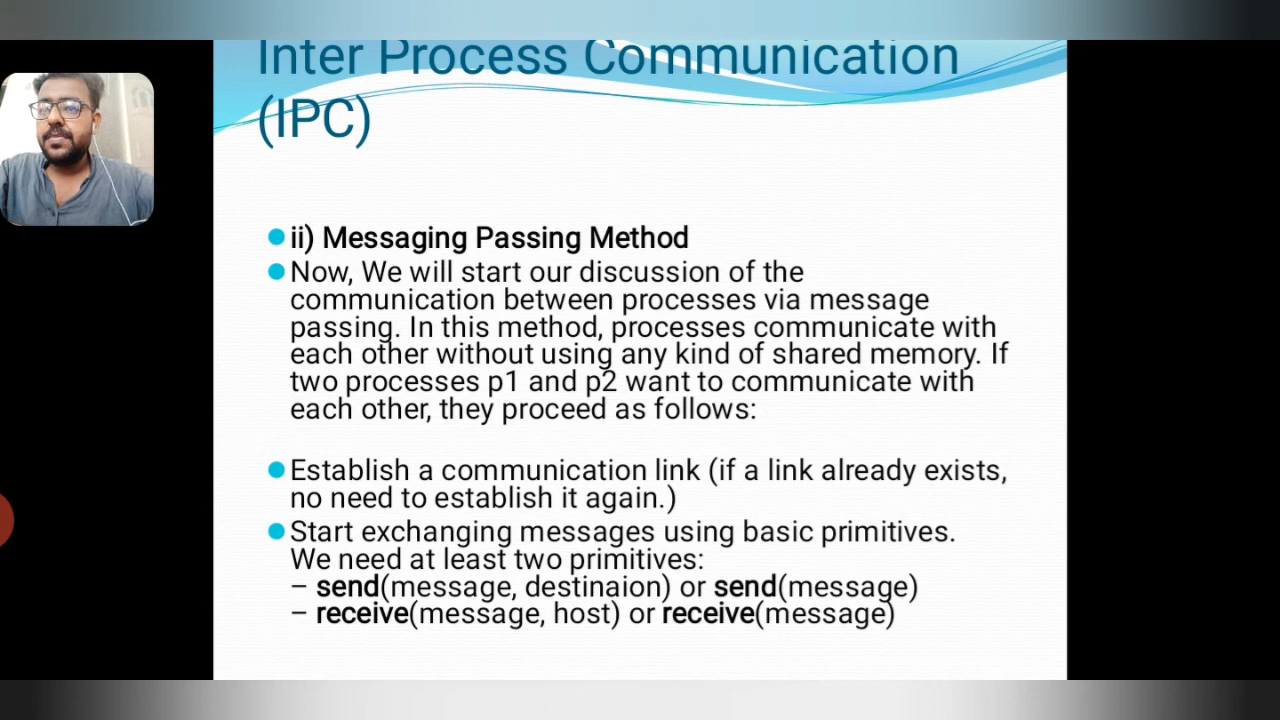 Inter Process Communication
(IPC)
ii) Messaging Passing Method
Now, We will start our discussion of the
communication between processes via message
passing. In this method, processes communicate with
each other without using any kind of shared memory. If
two processes p1 and p2 want to communicate with
each other, they proceed as follows:
Establish a communication link (if a link already exists,
no need to establish it again.)
Start exchanging messages using basic primitives.
We need at least two primitives:
– send(message, destinaion) or send(message)
– receive(message, host) or receive(message)